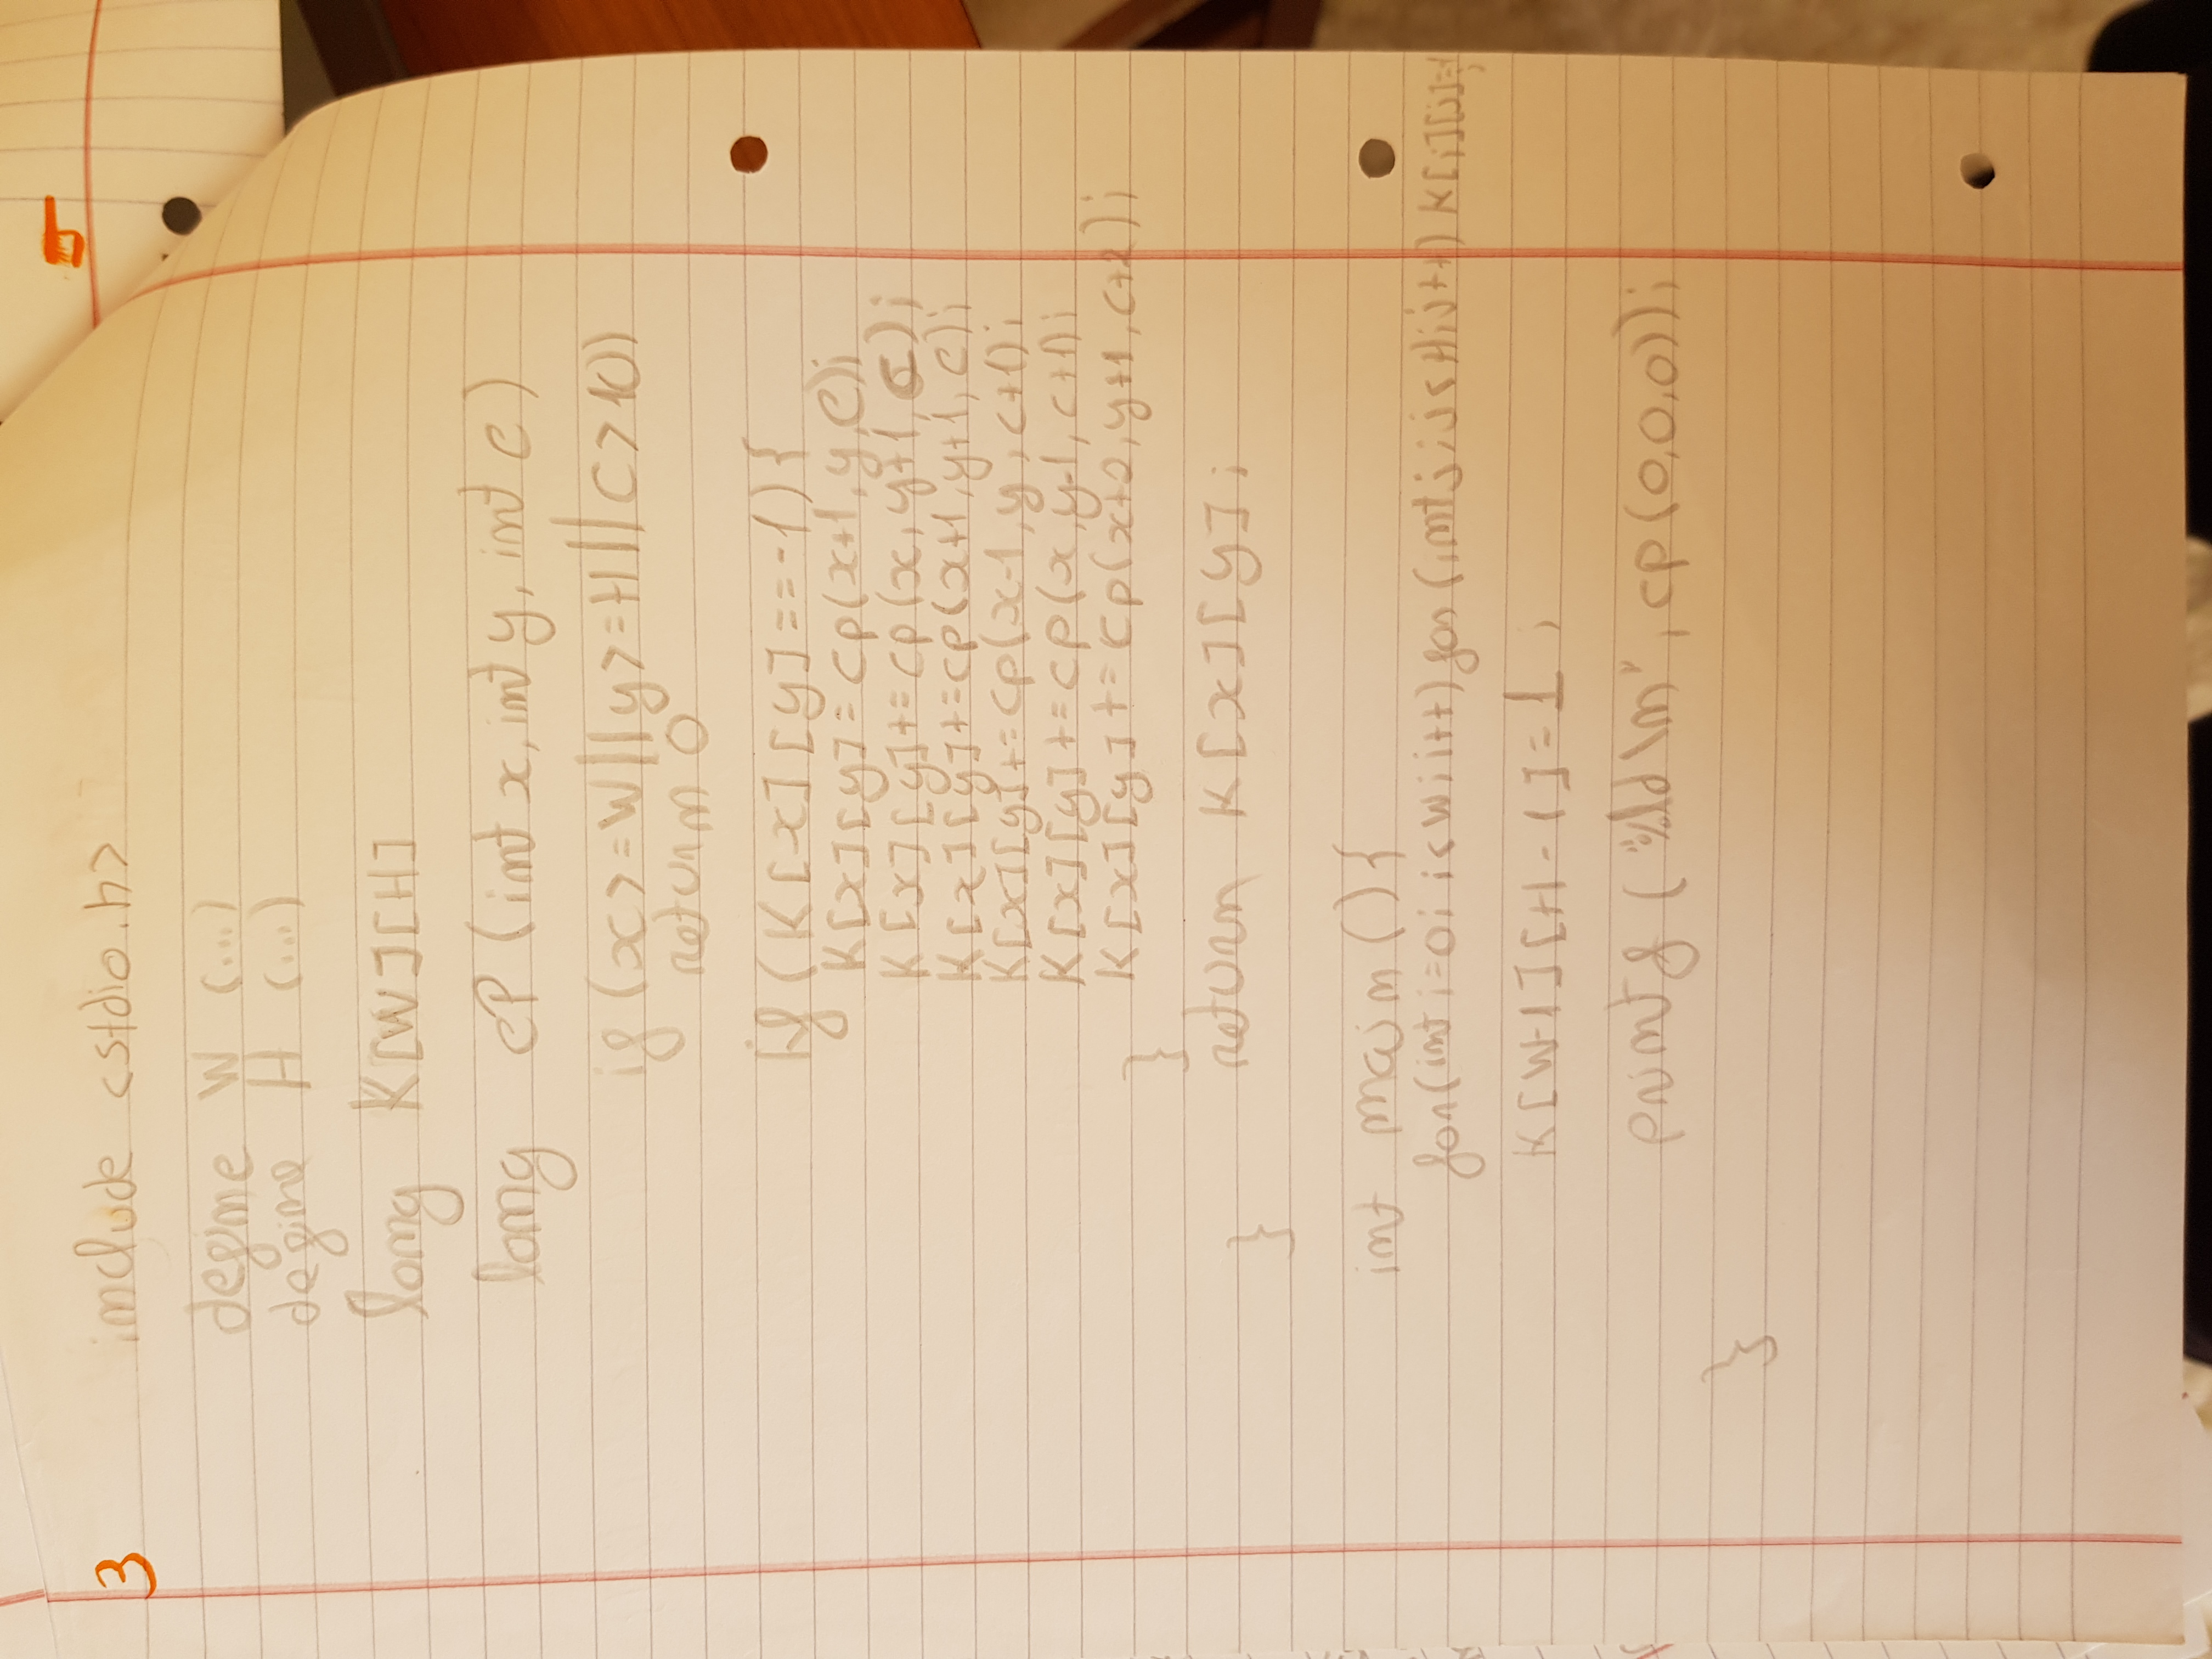 3
include <stdio.h>
define W (...)
define H (...)
long K[W][H]
long cP (int x, int y, int c)
if (x>=W||y>=H||C>10)
return 0
if (K[x][y]==-1){
K[x][y]=cp(x+1,y,c);
K[x][y]+=cp(x,y+1,c);
K[x][y]+=cp(x+1,y+1,c);
K[x][y]+=cp(x-1,y,c+1);
K[x][y]+=cp(x,y-1,c+1);
K[x][y]+=cp(x+2,y+1,c+2);
}
return K[x][y];
}
int main(){
for(int i=0;i<W;i++)for(int j;j<H;j++) K[i][j]=-1;
K[W-1][H-1]=1;
printf("%ld\n",cp(0,0,0));
}